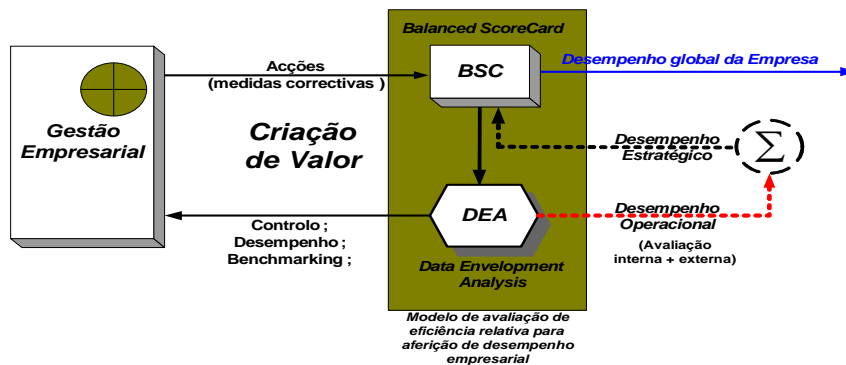 Balanced ScoreCard
Acções
(medidas correctivas )
BSC
Desempenho global da Empresa
Gestão
Empresarial
Criação
de Valor
Desempenho
Estratégico
Σ
Controlo ;
Desempenho ;
Benchmarking ;
DEA
Desempenho
Operacional
(Avaliação
interna + externa)
Data Envelopment
Analysis
Modelo de avaliação de
eficiência relativa para
aferição de desempenho
empresarial